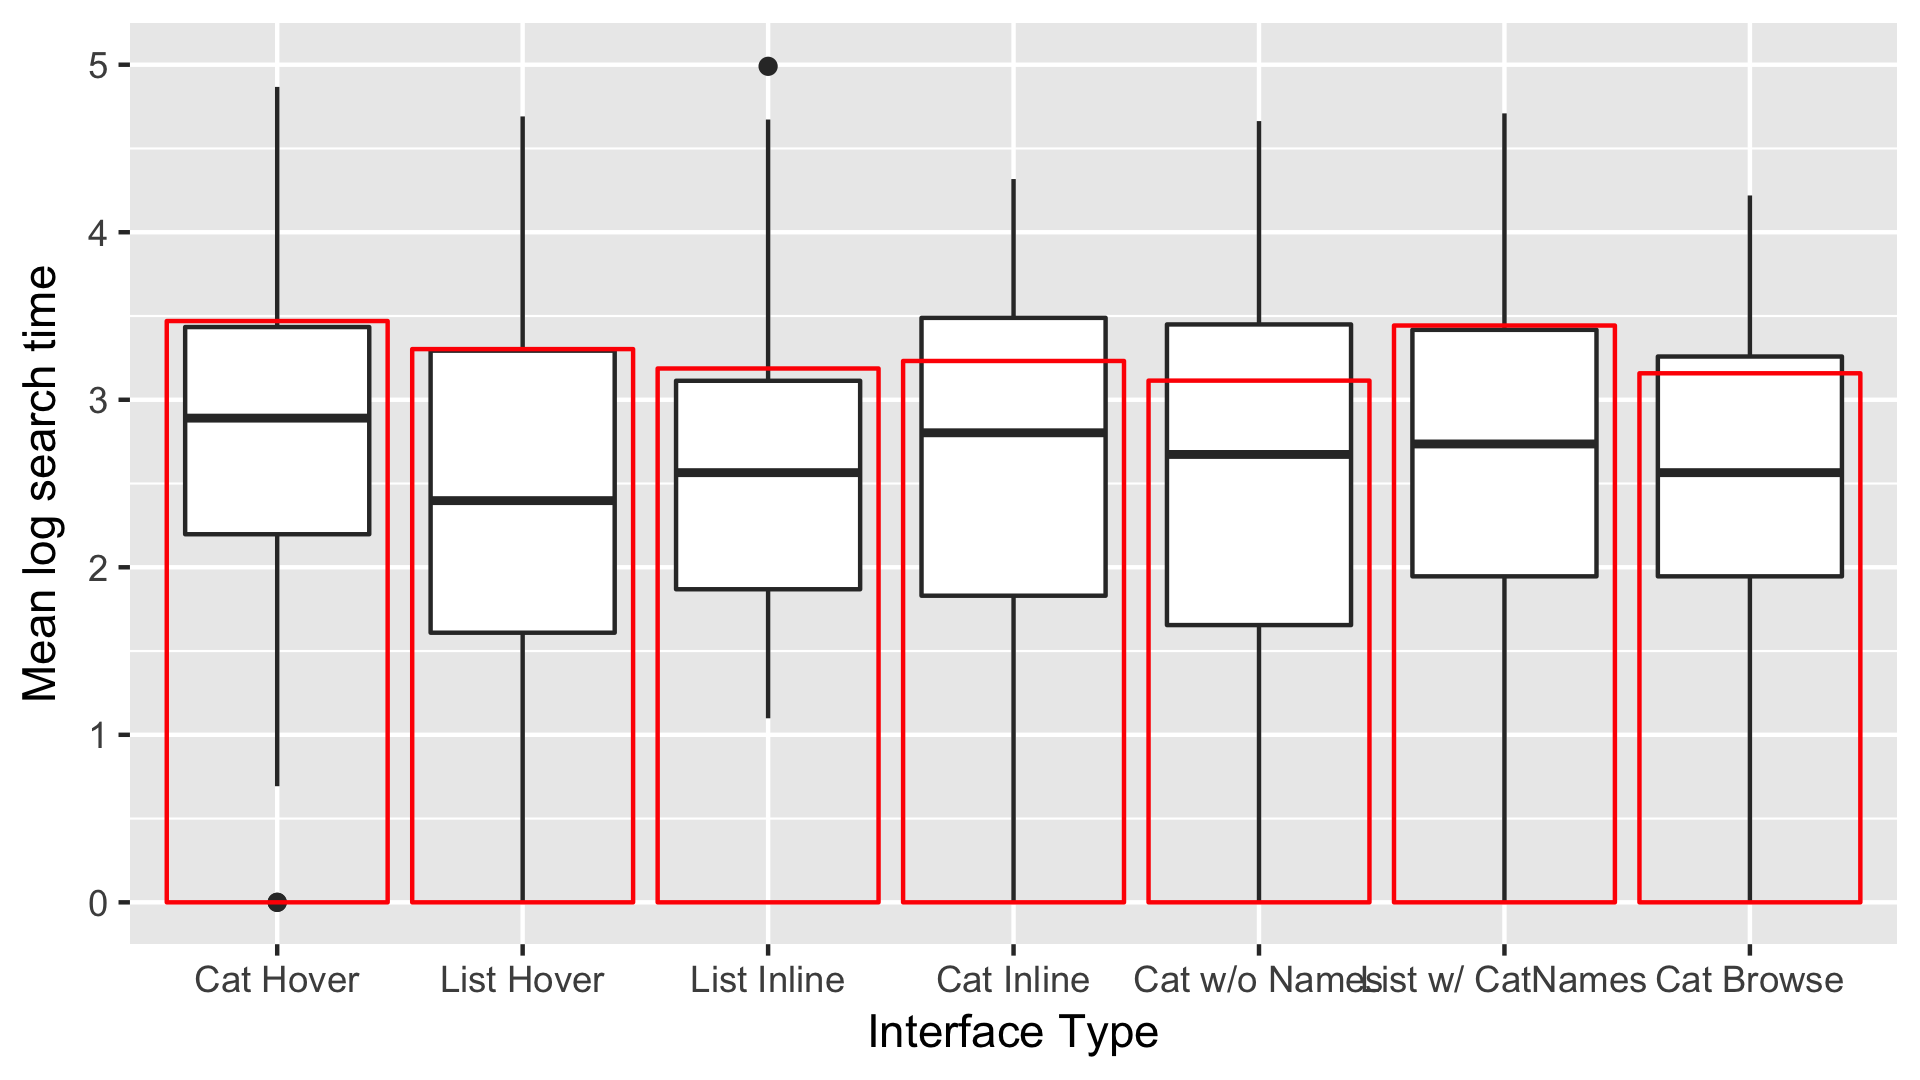 Mean log search time
5
4
3
2
1
0
Cat Hover
List Hover
List Inline
Cat Inline
Cat w/o Names
List w/ CatNames
Cat Browse
Interface Type